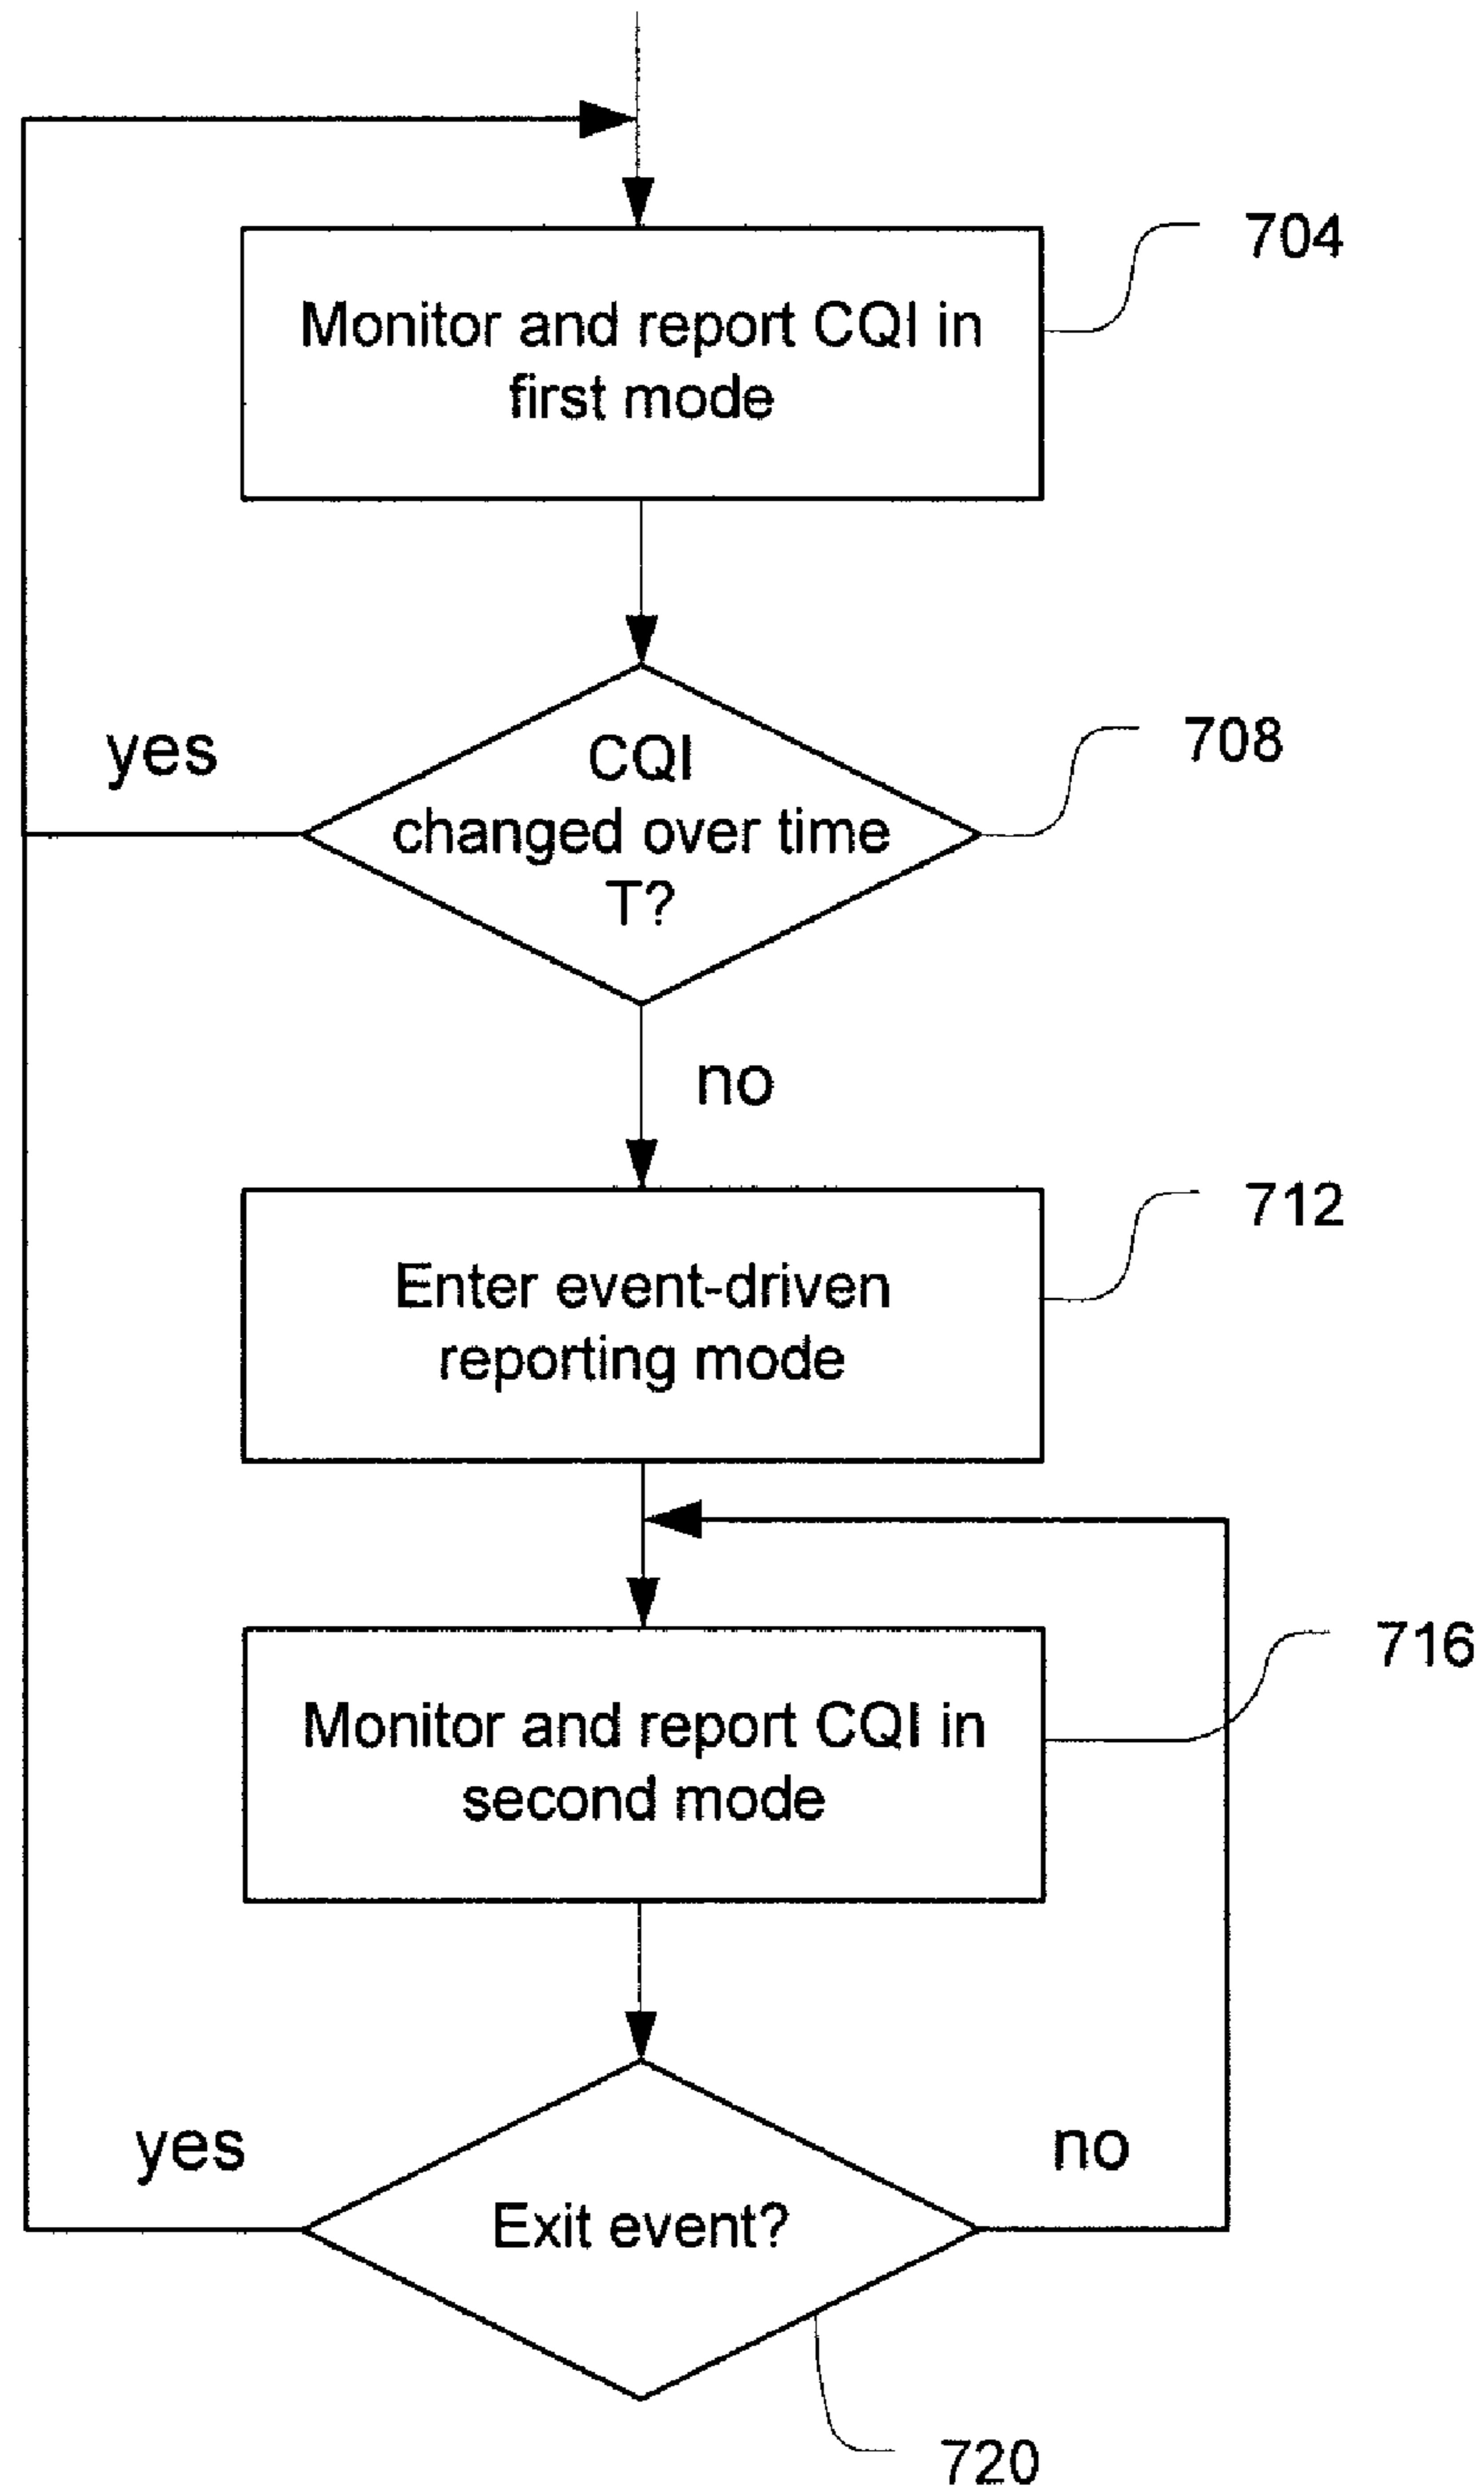 704
Monitor and report CQI in
first mode
708
yes
CQI
changed over time
T?
no
712
Enter event-driven
reporting mode
716
Monitor and report CQI in
second mode
yes
no
Exit event?
720